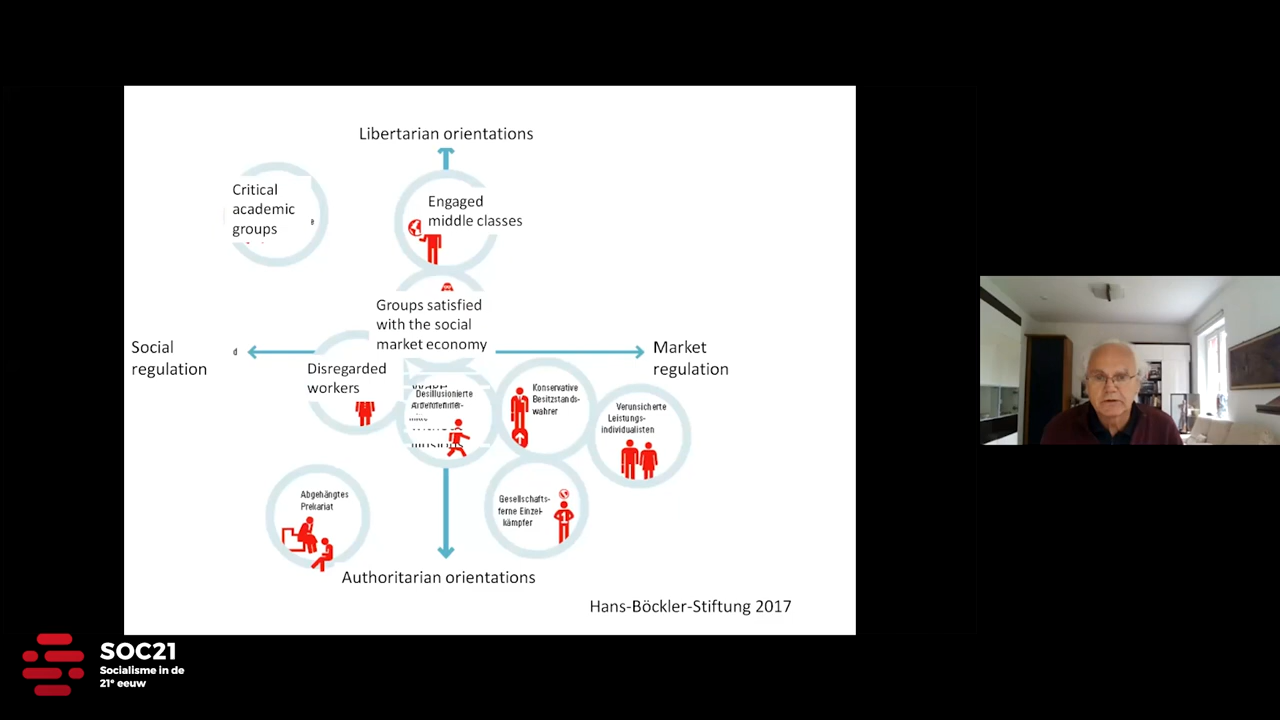 Libertarian orientations
Critical
academic
groups
Engaged
middle classes
Groups satisfied
with the social
market economy
Social
regulation
d
Market
regulation
Disregarded
workers
Desillusionierte
Konservative
Besitzstands-
wahrer
Verunsicherte
Leistungs-
individualisten
Abgehängtes
Prekariat
Gesellschafts-
ferne Einzel-
kämpfer
1
Authoritarian orientations
Hans-Böckler-Stiftung 2017
SOC21
Socialisme in de
21e eeuw